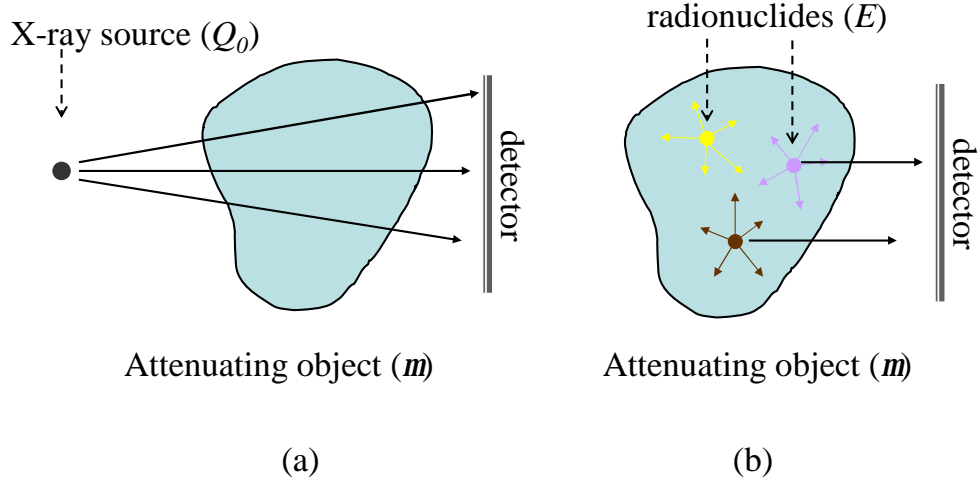 X-ray source (Q0)
detector
Attenuating object (m)
(a)
radionuclides (E)
detector
Attenuating object (m)
(b)